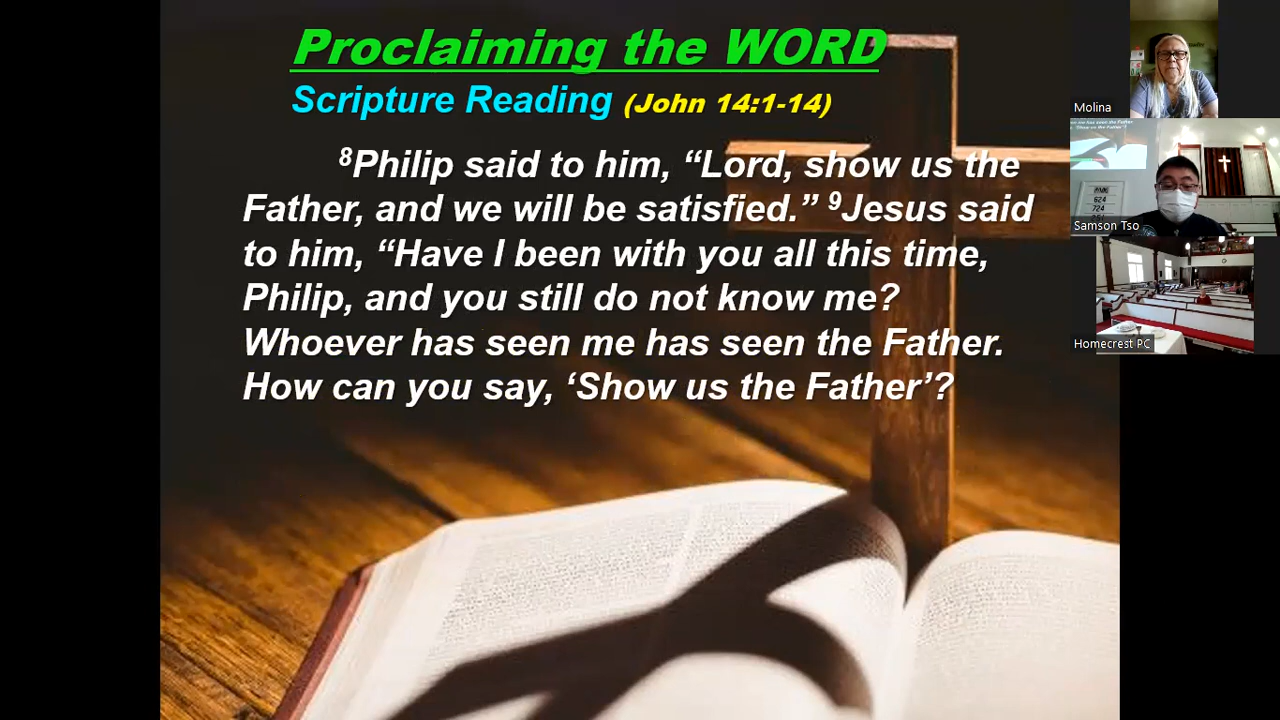 Proclaiming the WORD
Scripture Reading (John 14:1-14)
⁸Philip said to him, “Lord, show us the
Father, and we will be satisfied.” ⁹Jesus said
to him, “Have I been with you all this time,
Philip, and you still do not know me?
Whoever has seen me has seen the Father.
How can you say, ‘Show us the Father’?
Molina
624
724
Samson Tso
Homecrest PC